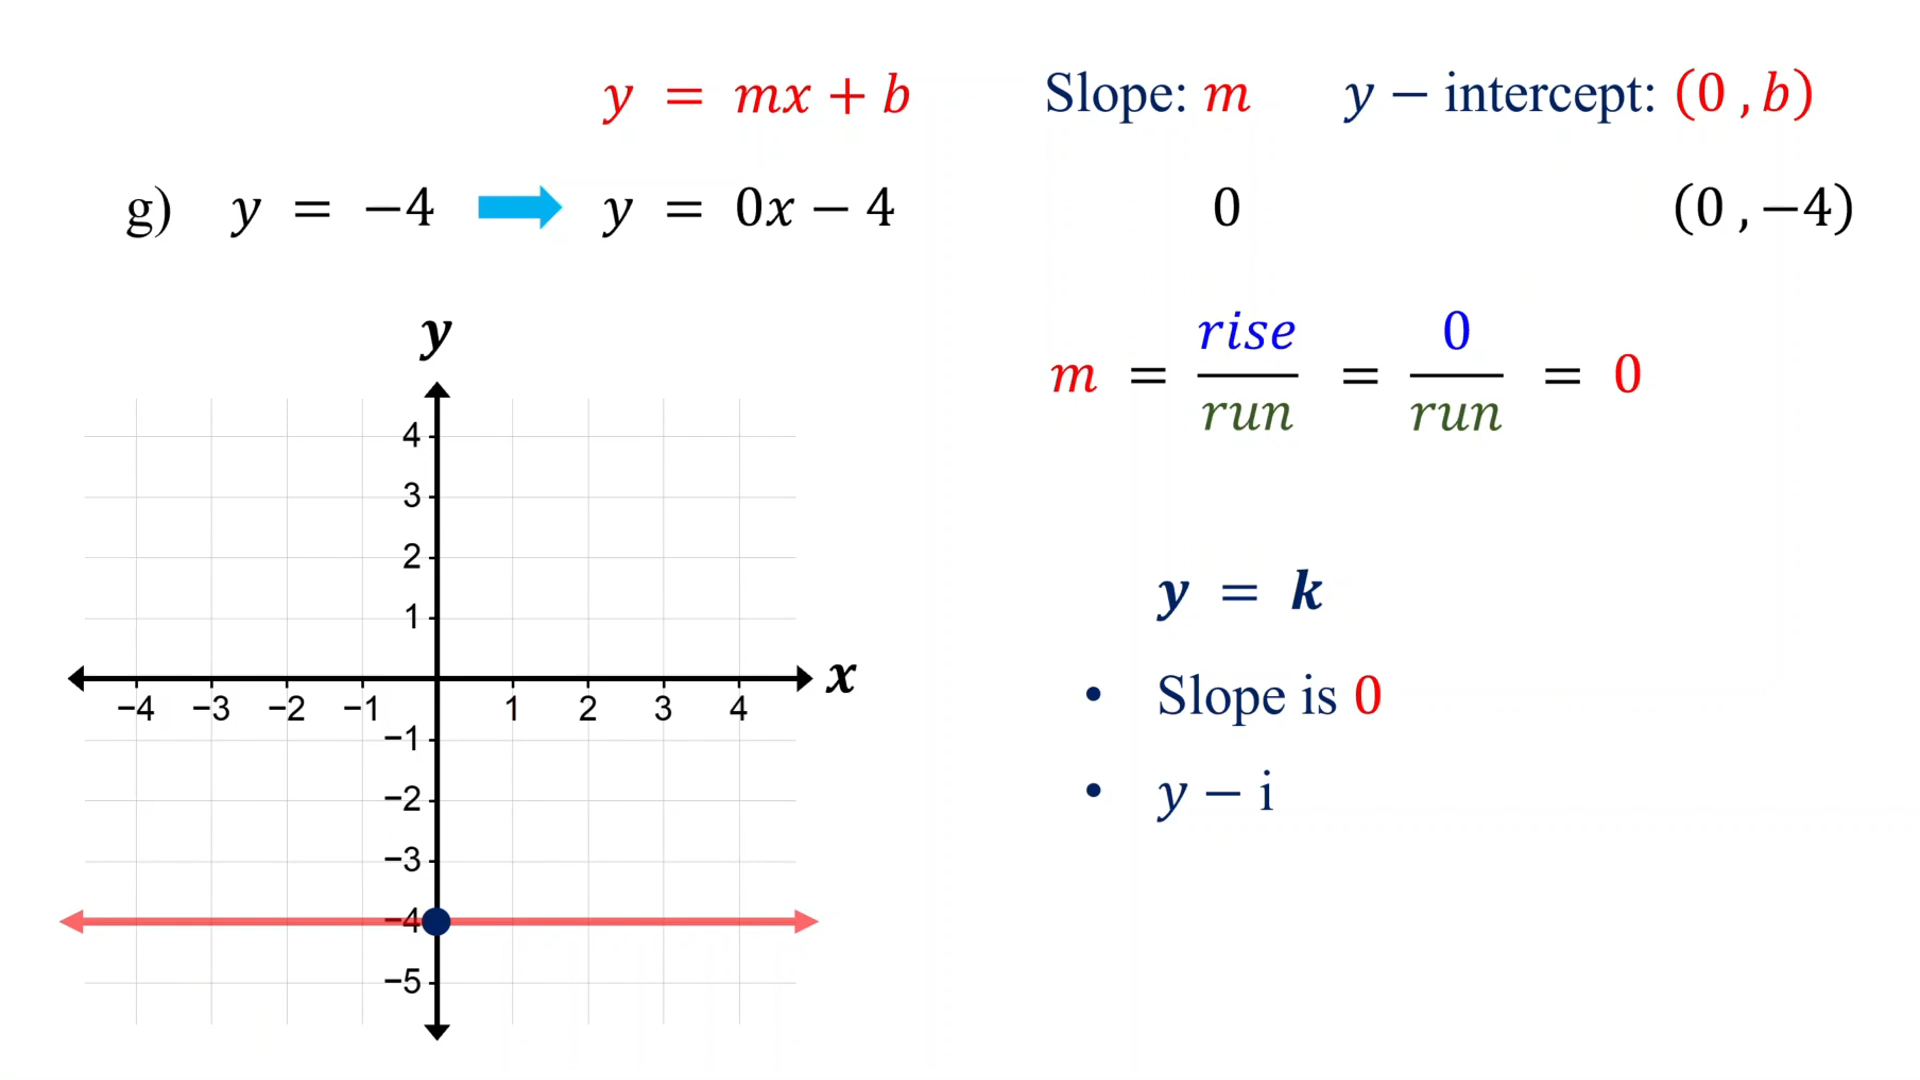 y = mx + b Slope: m y − intercept: (0 , b)
g) y = −4 y = 0x − 4 0 (0 , −4)
m = rise/run = 0/run = 0
y = k
• Slope is 0
• y − i
y
4
3
2
1
x
−4 −3 −2 −1 1 2 3 4
−1
−2
−3
−4
−5